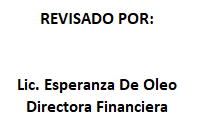 REVISADO POR:
Lic. Esperanza De Oleo
Directora Financiera